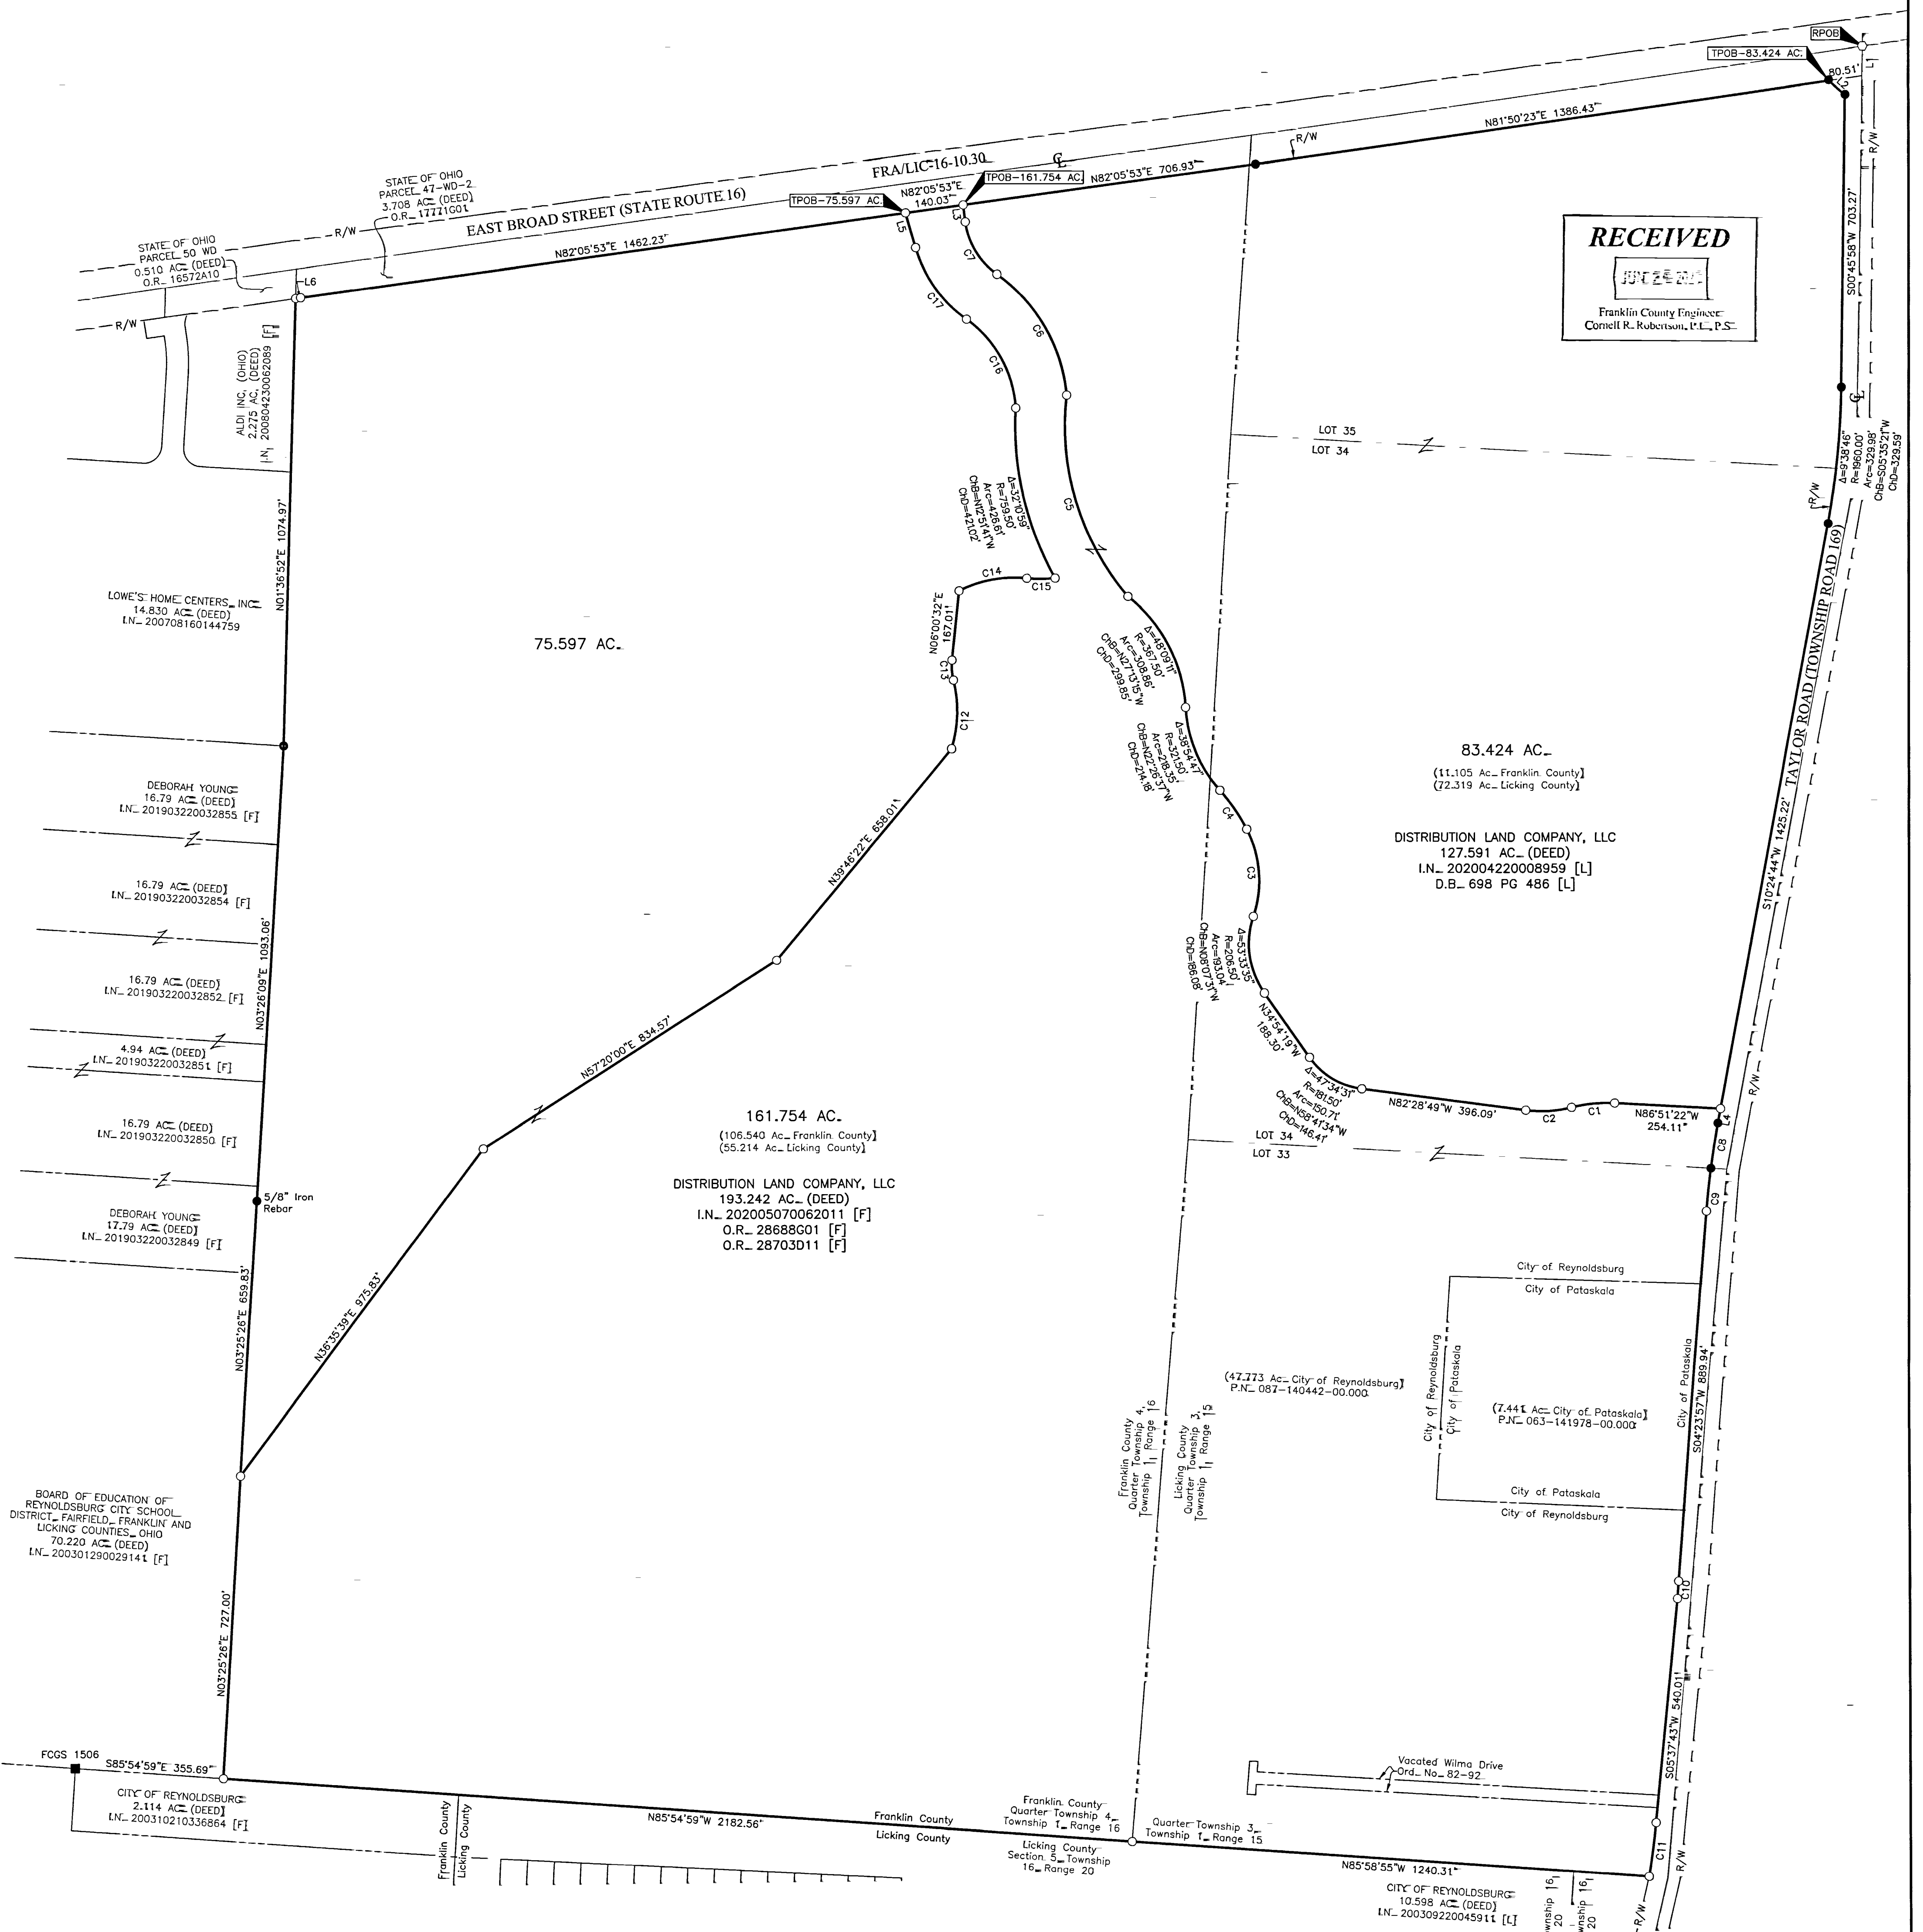 RPOB
TPOB-83.424 AC.
80.51'
L1
L2
R/W
N81°50'23"E 1386.43'
R/W
FRA/LIC-16-10.30
EAST BROAD STREET (STATE ROUTE 16)
TPOB-161.754 AC.
N82°05'53"E 706.93'
N82°05'53"E
140.03'
TPOB-75.597 AC.
L3
L5
N82°05'53"E 1462.23'
STATE OF OHIO
PARCEL 47-WD-2
3.708 AC. (DEED)
O.R. 17771G01
R/W
STATE OF OHIO
PARCEL 50 WD
0.510 AC. (DEED)
O.R. 16572A10
L6
R/W
RECEIVED
Franklin County Engineer
Cornell R. Robertson, P.E., P.S.
S00°45'58"W 703.27'
Δ=9°38'46"
R=1960.00'
Arc=329.98'
ChB=S05°35'21"W
ChD=329.59'
R/W
ALDI INC, (OHIO)
2.275 AC, (DEED)
I.N. 200804230062089 [F]
N01°36'52"E 1074.97'
LOWE'S HOME CENTERS, INC.
14.830 AC. (DEED)
I.N. 200708160144759
C7
C17
C6
C16
C5
Δ=32°10'59"
R=759.50'
Arc=426.61'
ChB=N12°51'41"W
ChD=421.02'
C14
C15
N06°00'32"E
167.01'
C13
C12
LOT 35
LOT 34
75.597 AC.
Δ=48°09'11"
R=367.50'
Arc=308.86'
ChB=N27°13'15"W
ChD=299.85'
Δ=38°54'47"
R=321.50'
Arc=218.35'
ChB=N22°26'37"W
ChD=214.18'
C4
C3
83.424 AC.
(11.105 Ac. Franklin County)
(72.319 Ac. Licking County)
DISTRIBUTION LAND COMPANY, LLC
127.591 AC. (DEED)
I.N. 202004220008959 [L]
D.B. 698 PG 486 [L]
TAYLOR ROAD (TOWNSHIP ROAD 169)
S10°24'44"W 1425.22'
DEBORAH YOUNG
16.79 AC. (DEED)
I.N. 201903220032855 [F]
16.79 AC. (DEED)
I.N. 201903220032854 [F]
16.79 AC. (DEED)
I.N. 201903220032852 [F]
4.94 AC. (DEED)
I.N. 201903220032851 [F]
16.79 AC. (DEED)
I.N. 201903220032850 [F]
DEBORAH YOUNG
17.79 AC. (DEED)
I.N. 201903220032849 [F]
N03°26'09"E 1093.06'
5/8" Iron
Rebar
N03°25'26"E 659.83'
N39°46'22"E 658.01'
N57°20'00"E 834.57'
N36°35'39"E 975.83'
Δ=53°33'35"
R=206.50'
Arc=193.04'
ChB=N08°07'31"W
ChD=186.08'
N34°54'19"W
188.30'
Δ=47°34'31"
R=181.50'
Arc=150.71'
ChB=N58°41'34"W
ChD=146.41'
N82°28'49"W 396.09'
C2
C1
N86°51'22"W
254.11'
L4
C8
C9
R/W
LOT 34
LOT 33
161.754 AC.
(106.540 Ac. Franklin County)
(55.214 Ac. Licking County)
DISTRIBUTION LAND COMPANY, LLC
193.242 AC. (DEED)
I.N. 202005070062011 [F]
O.R. 28688G01 [F]
O.R. 28703D11 [F]
City of Reynoldsburg
City of Pataskala
City of Reynoldsburg
City of Pataskala
(47.773 Ac. City of Reynoldsburg)
P.N. 087-140442-00.000
(7.441 Ac. City of Pataskala)
P.N. 063-141978-00.000
City of Pataskala
S04°23'57"W 889.94'
City of Pataskala
City of Reynoldsburg
Franklin County
Quarter Township 4,
Township 1, Range 16
Licking County
Quarter Township 3,
Township 1, Range 15
BOARD OF EDUCATION OF
REYNOLDSBURG CITY SCHOOL
DISTRICT, FAIRFIELD, FRANKLIN AND
LICKING COUNTIES, OHIO
70.220 AC. (DEED)
I.N. 200301290029141 [F]
N03°25'26"E 727.00'
C10
S05°37'43"W 540.01'
Vacated Wilma Drive
Ord. No. 82-92
C11
R/W
FCGS 1506
S85°54'59"E 355.69'
CITY OF REYNOLDSBURG
2.114 AC. (DEED)
I.N. 200310210336864 [F]
Franklin County
Licking County
N85°54'59"W 2182.56'
Franklin County
Licking County
Franklin County
Quarter Township 4,
Township 1, Range 16
Licking County
Section 5, Township
16, Range 20
Quarter Township 3,
Township 1, Range 15
N85°58'55"W 1240.31'
CITY OF REYNOLDSBURG
10.598 AC. (DEED)
I.N. 200309220045911 [L]
wnship 16,
20
wnship 16,
20
R/W